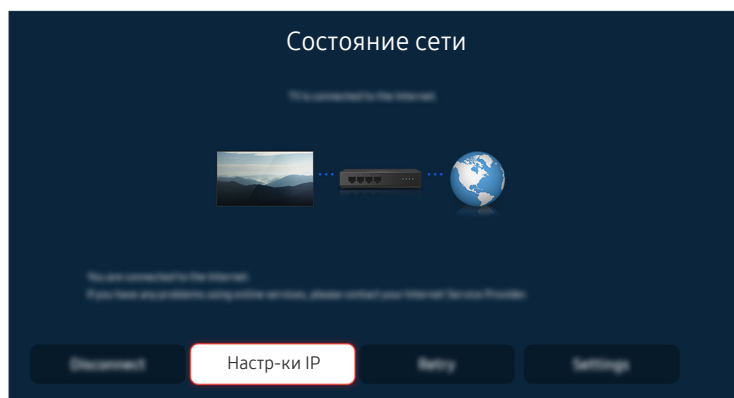 Состояние сети
TV is connected to the Internet.
You are connected to the Internet.
If you have any problems using online services, please contact your Internet Service Provider.
Disconnect
Настр-ки IP
Retry
Settings